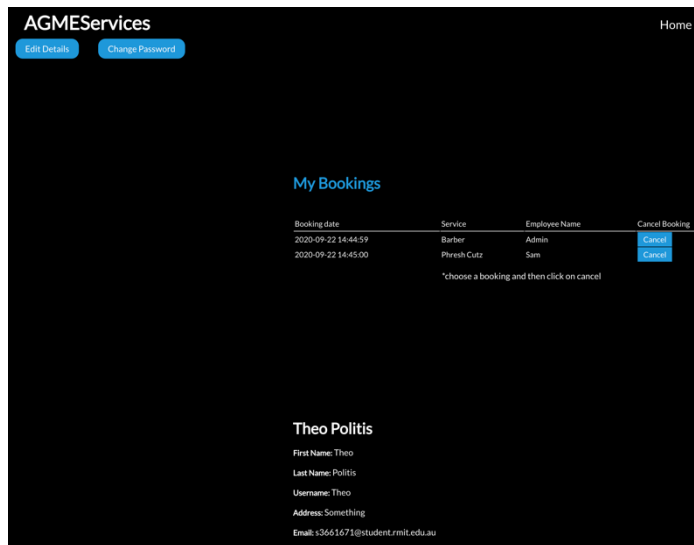 AGMEServices Home
Edit Details Change Password
My Bookings
Booking date Service Employee Name Cancel Booking
2020-09-22 14:44:59 Barber Admin Cancel
2020-09-22 14:45:00 Phresh Cutz Sam Cancel
*choose a booking and then click on cancel
Theo Politis
First Name: Theo
Last Name: Politis
Username: Theo
Address: Something
Email: s3661671@student.rmit.edu.au